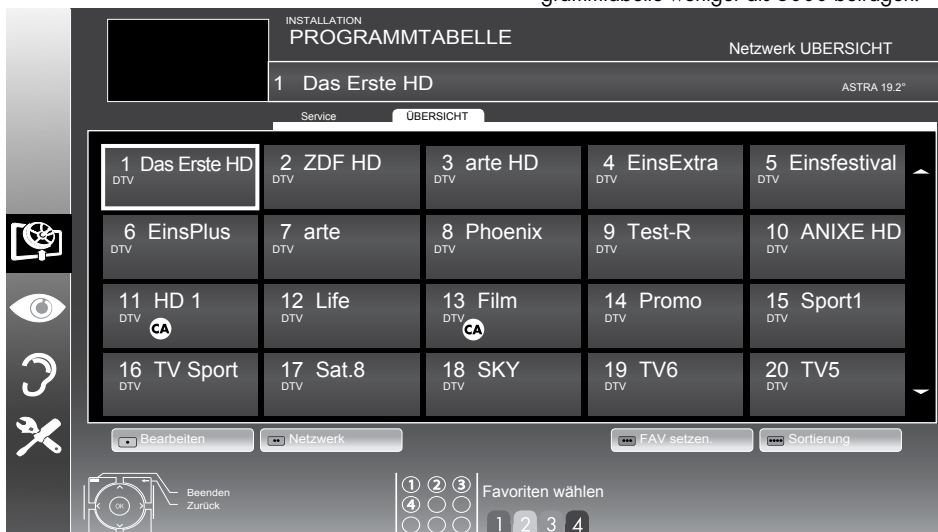 grammtabelle weniger als 5000 betragen.
INSTALLATION
PROGRAMMTABELLE
Netzwerk UBERSICHT
1 Das Erste HD
ASTRA 19.2°
Service ÜBERSICHT
1 Das Erste HD 2 ZDF HD 3 arte HD 4 EinsExtra 5 Einsfestival
DTV DTV DTV DTV DTV
6 EinsPlus 7 arte 8 Phoenix 9 Test-R 10 ANIXE HD
DTV DTV DTV DTV DTV
11 HD 1 12 Life 13 Film 14 Promo 15 Sport1
DTV DTV DTV DTV DTV
CA CA
16 TV Sport 17 Sat.8 18 SKY 19 TV6 20 TV5
DTV DTV DTV DTV DTV
Bearbeiten Netzwerk FAV setzen. Sortierung
OK
Beenden
Zurück
1 2 3
4
Favoriten wählen
1 2 3 4